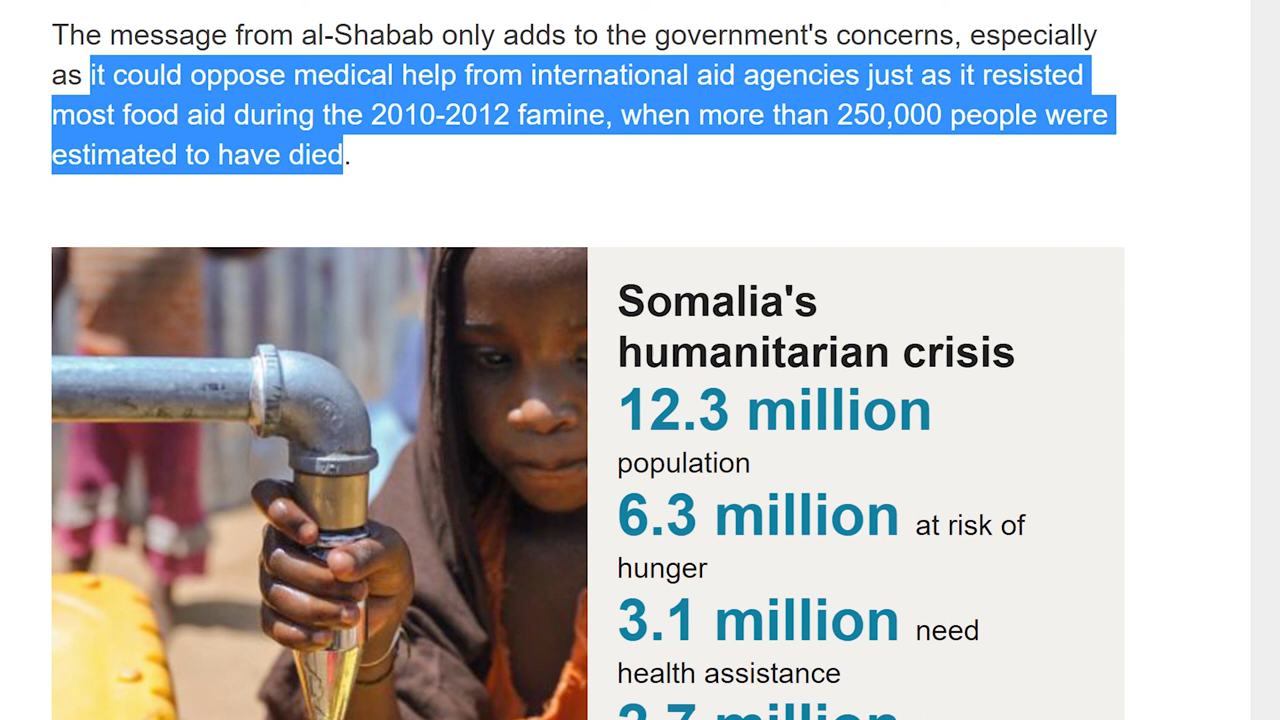 The message from al-Shabab only adds to the government's concerns, especially
as it could oppose medical help from international aid agencies just as it resisted
most food aid during the 2010-2012 famine, when more than 250,000 people were
estimated to have died.
Somalia's
humanitarian crisis
12.3 million
population
6.3 million at risk of
hunger
3.1 million need
health assistance
million